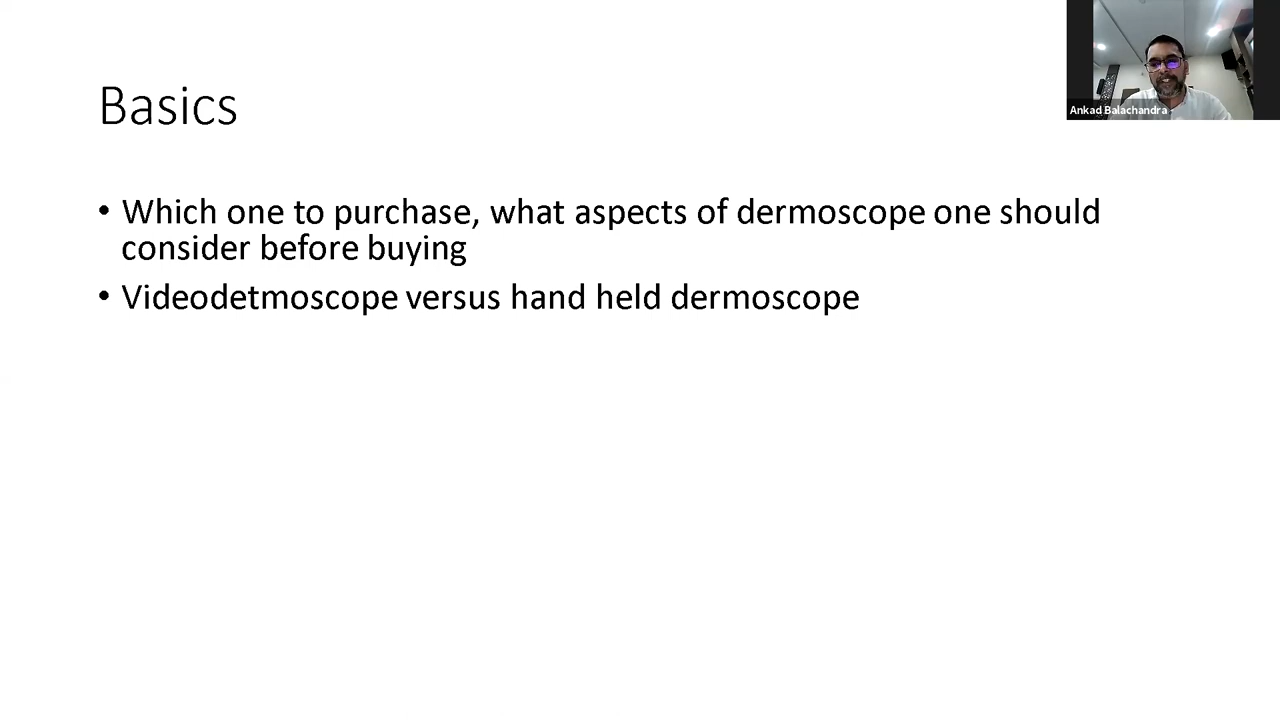 Basics
• Which one to purchase, what aspects of dermoscope one should
consider before buying
• Videodetmoscope versus hand held dermoscope
Ankad Balachandra